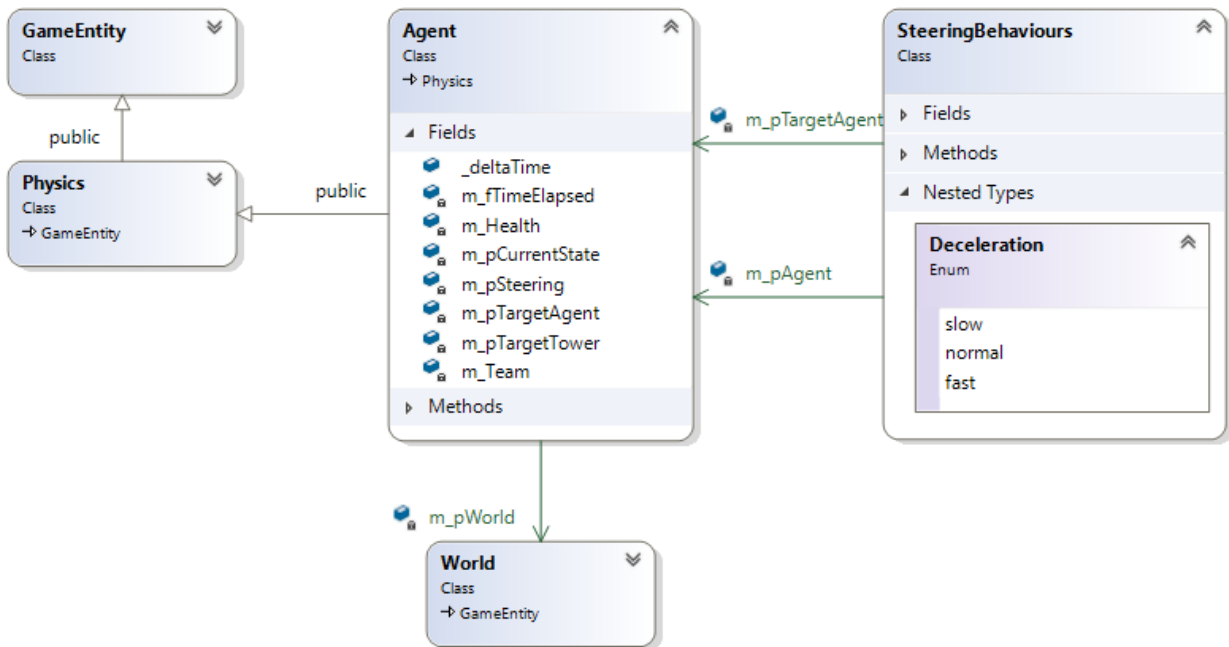 GameEntity
Class
public
Physics
Class
GameEntity
public
Agent
Class
Physics
Fields
_deltaTime
m_fTimeElapsed
m_Health
m_pCurrentState
m_pSteering
m_pTargetAgent
m_pTargetTower
m_Team
Methods
m_pTargetAgent
m_pAgent
SteeringBehaviours
Class
Fields
Methods
Nested Types
Deceleration
Enum
slow
normal
fast
m_pWorld
World
Class
GameEntity